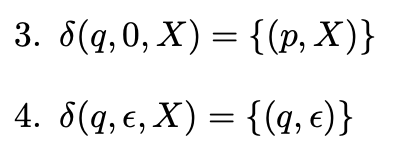 3. δ(q, 0, X) = {(p, X)}
4. δ(q, ϵ, X) = {(q, ϵ)}